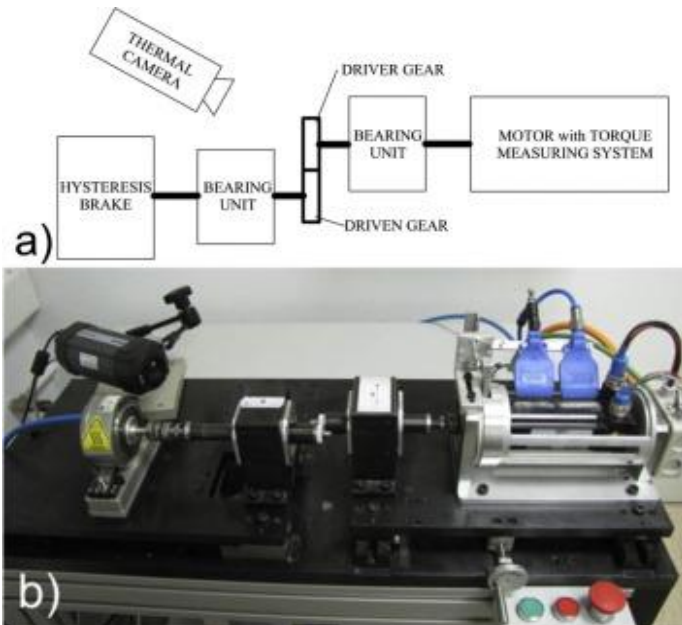 THERMAL
CAMERA
DRIVER GEAR
BEARING
UNIT
MOTOR with TORQUE
MEASURING SYSTEM
HYSTERESIS
BRAKE
BEARING
UNIT
DRIVEN GEAR
a)
b)